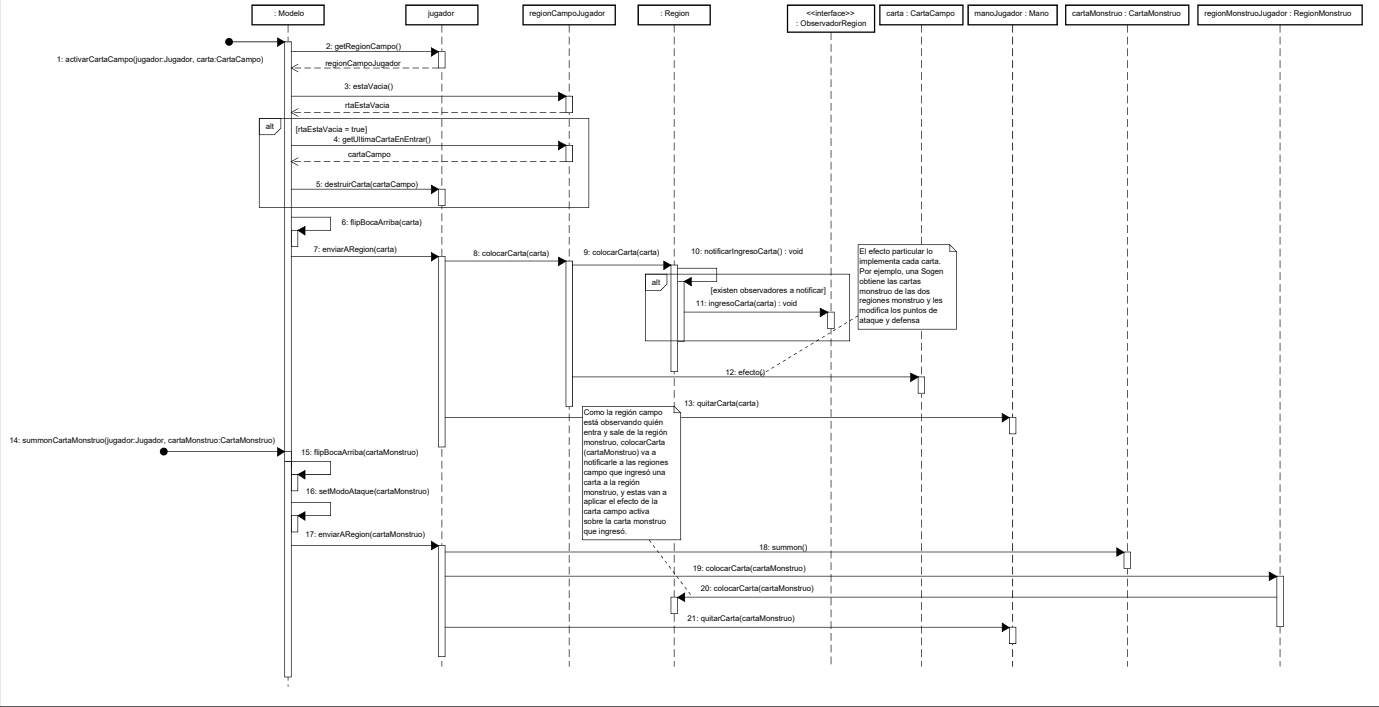 : Modelo
jugador
regionCampoJugador
: Region
<<interface>>
: ObservadorRegion
carta : CartaCampo
manoJugador : Mano
cartaMonstruo : CartaMonstruo
regionMonstruoJugador : RegionMonstruo
1: activarCartaCampo(jugador:Jugador, carta:CartaCampo)
2: getRegionCampo()
regionCampoJugador
3: estaVacia()
rtaEstaVacia
alt
[rtaEstaVacia = true]
4: getUltimaCartaEnEntrar()
cartaCampo
5: destruirCarta(cartaCampo)
6: flipBocaArriba(carta)
7: enviarARegion(carta)
8: colocarCarta(carta)
9: colocarCarta(carta)
10: notificarIngresoCarta() : void
alt
[existen observadores a notificar]
11: ingresoCarta(carta) : void
El efecto particular lo
implementa cada carta.
Por ejemplo, una Sogen
obtiene las cartas
monstruo de las dos
regiones monstruo y les
modifica los puntos de
ataque y defensa
12: efecto()
13: quitarCarta(carta)
Como la región campo
está observando quién
entra y sale de la región
monstruo, colocarCarta
(cartaMonstruo) va a
notificarle a las regiones
campo que ingresó una
carta a la región
monstruo, y estas van a
aplicar el efecto de la
carta campo activa
sobre la carta monstruo
que ingresó.
14: summonCartaMonstruo(jugador:Jugador, cartaMonstruo:CartaMonstruo)
15: flipBocaArriba(cartaMonstruo)
16: setModoAtaque(cartaMonstruo)
17: enviarARegion(cartaMonstruo)
18: summon()
19: colocarCarta(cartaMonstruo)
20: colocarCarta(cartaMonstruo)
21: quitarCarta(cartaMonstruo)